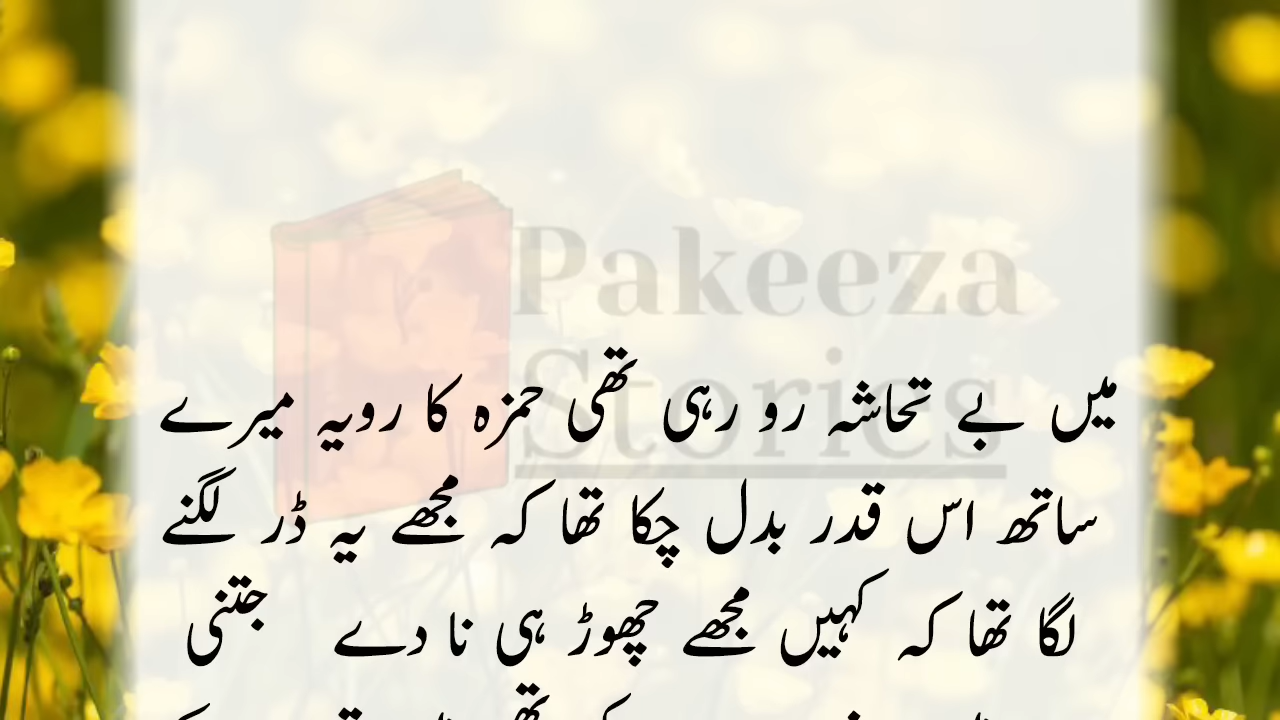 Pakeeza
Stories
میں بے تحاشہ رو رہی تھی حمزہ کا رویہ میرے
ساتھ اس قدر بدل چکا تھا کہ مجھے یہ ڈر لگنے
لگا تھا کہ کہیں مجھے چھوڑ ہی نا دے جتنی